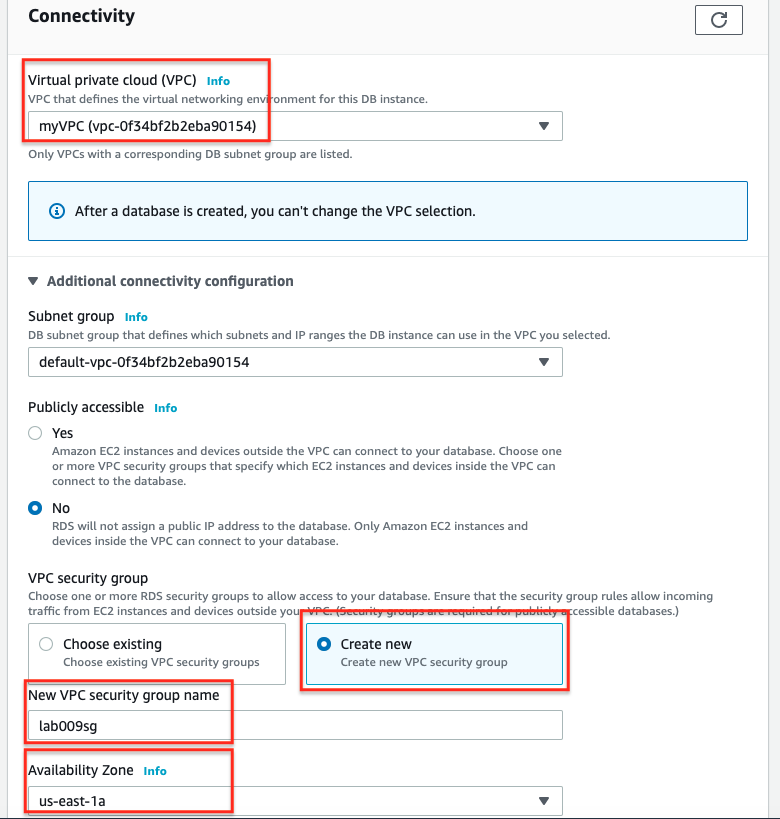 Connectivity
Virtual private cloud (VPC) Info
VPC that defines the virtual networking environment for this DB instance.
myVPC (vpc-0f34bf2b2eba90154)
Only VPCs with a corresponding DB subnet group are listed.
After a database is created, you can't change the VPC selection.
Additional connectivity configuration
Subnet group Info
DB subnet group that defines which subnets and IP ranges the DB instance can use in the VPC you selected.
default-vpc-0f34bf2b2eba90154
Publicly accessible Info
Yes
Amazon EC2 instances and devices outside the VPC can connect to your database. Choose one
or more VPC security groups that specify which EC2 instances and devices inside the VPC can
connect to the database.
No
RDS will not assign a public IP address to the database. Only Amazon EC2 instances and
devices inside the VPC can connect to your database.
VPC security group
Choose one or more RDS security groups to allow access to your database. Ensure that the security group rules allow incoming
traffic from EC2 instances and devices outside your VPC. (Security groups are required for publicly accessible databases.)
Choose existing
Choose existing VPC security groups
Create new
Create new VPC security group
New VPC security group name
lab009sg
Availability Zone Info
us-east-1a